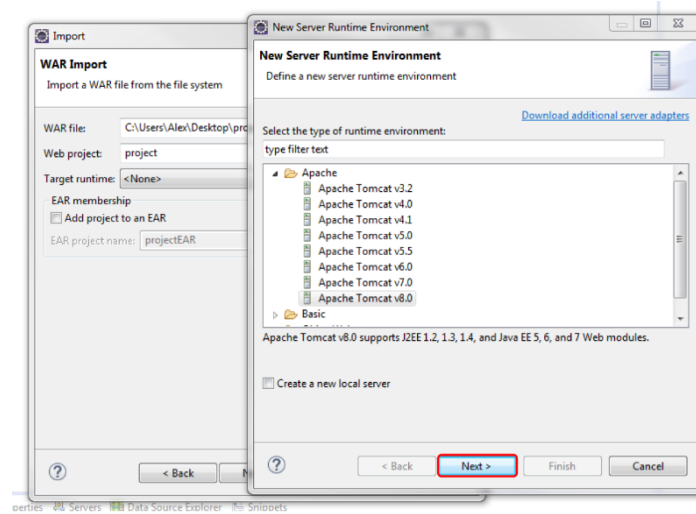 Import
WAR Import
Import a WAR file from the file system
WAR file: C:\Users\Alex\Desktop\pro
Web project: project
Target runtime: <None>
EAR membership
Add project to an EAR
EAR project name: projectEAR
< Back
New Server Runtime Environment
New Server Runtime Environment
Define a new server runtime environment
Download additional server adapters
Select the type of runtime environment:
type filter text
Apache
Apache Tomcat v3.2
Apache Tomcat v4.0
Apache Tomcat v4.1
Apache Tomcat v5.0
Apache Tomcat v5.5
Apache Tomcat v6.0
Apache Tomcat v7.0
Apache Tomcat v8.0
Basic
Apache Tomcat v8.0 supports J2EE 1.2, 1.3, 1.4, and Java EE 5, 6, and 7 Web modules.
Create a new local server
< Back Next > Finish Cancel
perties Servers Data Source Explorer Snippets